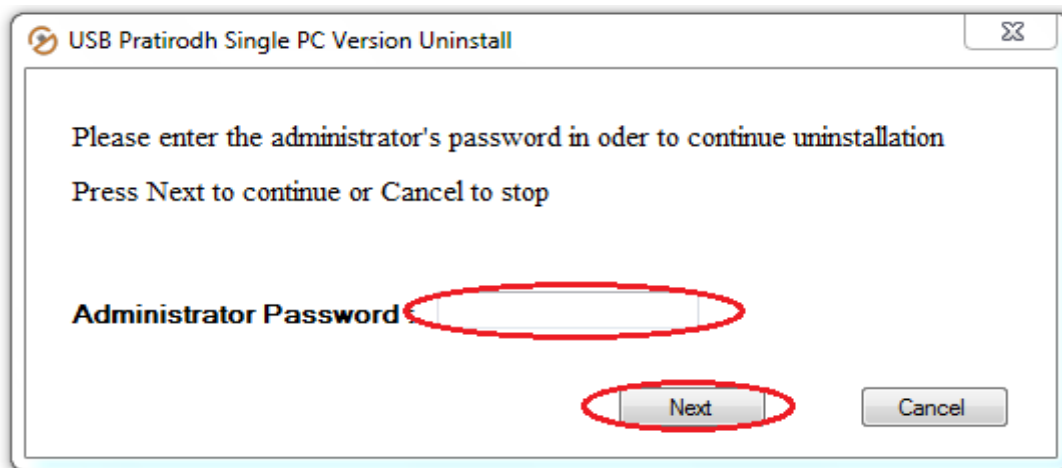 USB Pratirodh Single PC Version Uninstall
Please enter the administrator's password in oder to continue uninstallation
Press Next to continue or Cancel to stop
Administrator Password :
Next Cancel